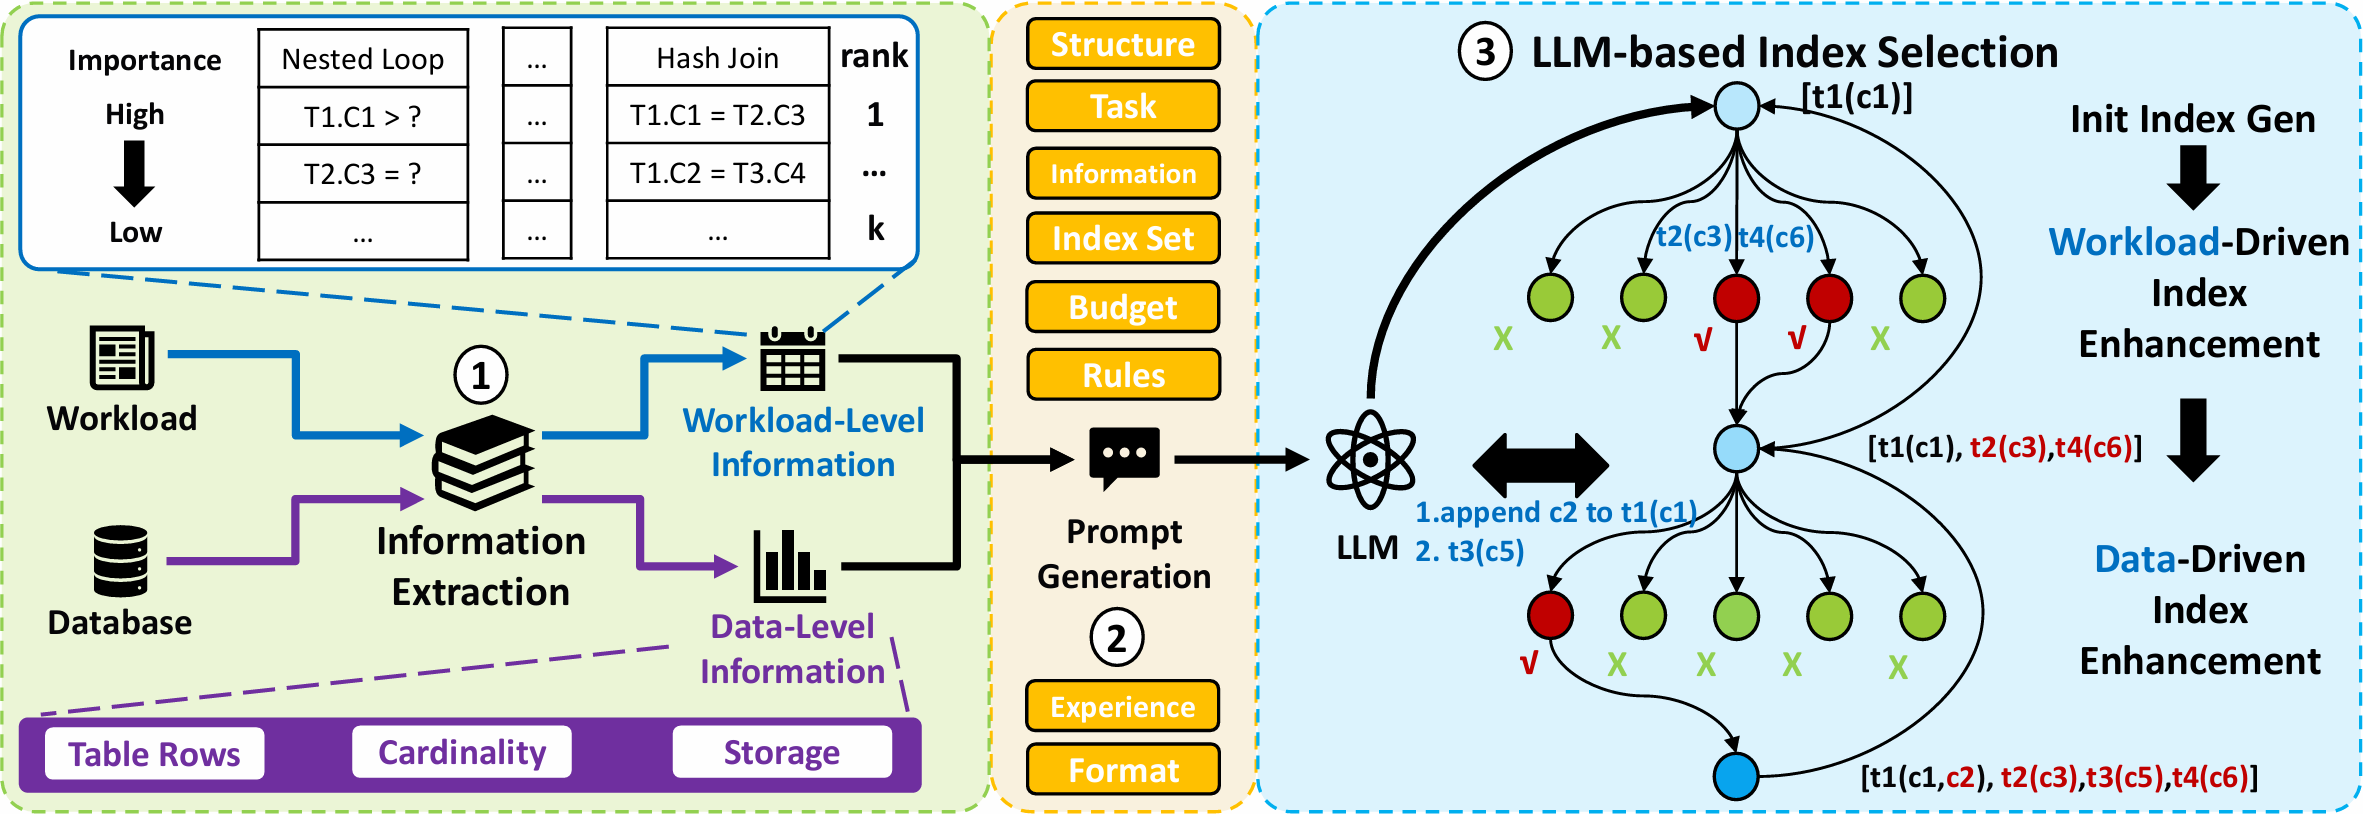 Importance
High
Low
Nested Loop ... Hash Join rank
T1.C1 > ? ... T1.C1 = T2.C3 1
T2.C3 = ? ... T1.C2 = T3.C4 ...
... ... ... k
Workload
Database
1
Information
Extraction
Workload-Level
Information
Data-Level
Information
Table Rows
Cardinality
Storage
Structure
Task
Information
Index Set
Budget
Rules
Prompt
Generation
2
Experience
Format
3 LLM-based Index Selection
[t1(c1)]
t2(c3) t4(c6)
X X √ √ X
LLM
1.append c2 to t1(c1)
2. t3(c5)
[t1(c1), t2(c3),t4(c6)]
√ X X X X
[t1(c1,c2), t2(c3),t3(c5),t4(c6)]
Init Index Gen
Workload-Driven
Index
Enhancement
Data-Driven
Index
Enhancement